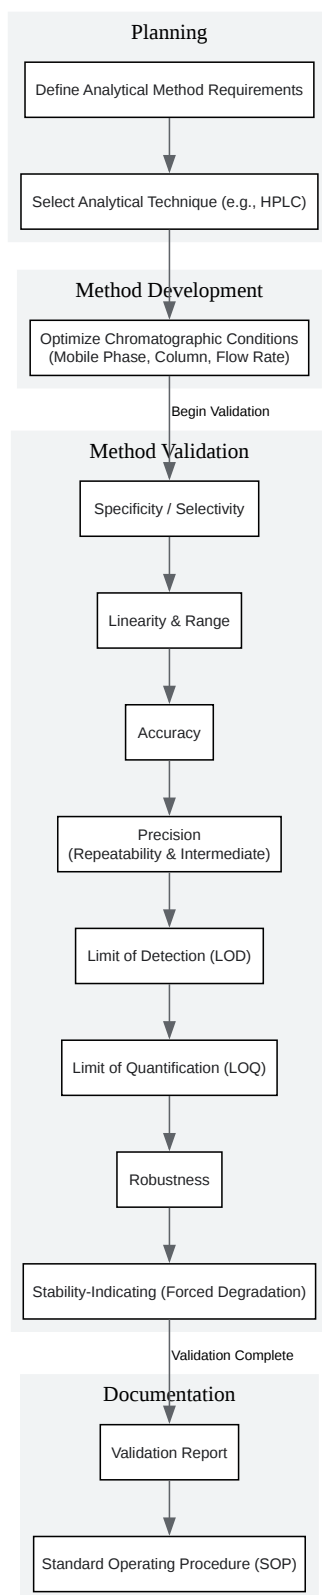 Planning
Define Analytical Method Requirements
Select Analytical Technique (e.g., HPLC)
Method Development
Optimize Chromatographic Conditions
(Mobile Phase, Column, Flow Rate)
Begin Validation
Method Validation
Specificity / Selectivity
Linearity & Range
Accuracy
Precision
(Repeatability & Intermediate)
Limit of Detection (LOD)
Limit of Quantification (LOQ)
Robustness
Stability-Indicating (Forced Degradation)
Validation Complete
Documentation
Validation Report
Standard Operating Procedure (SOP)